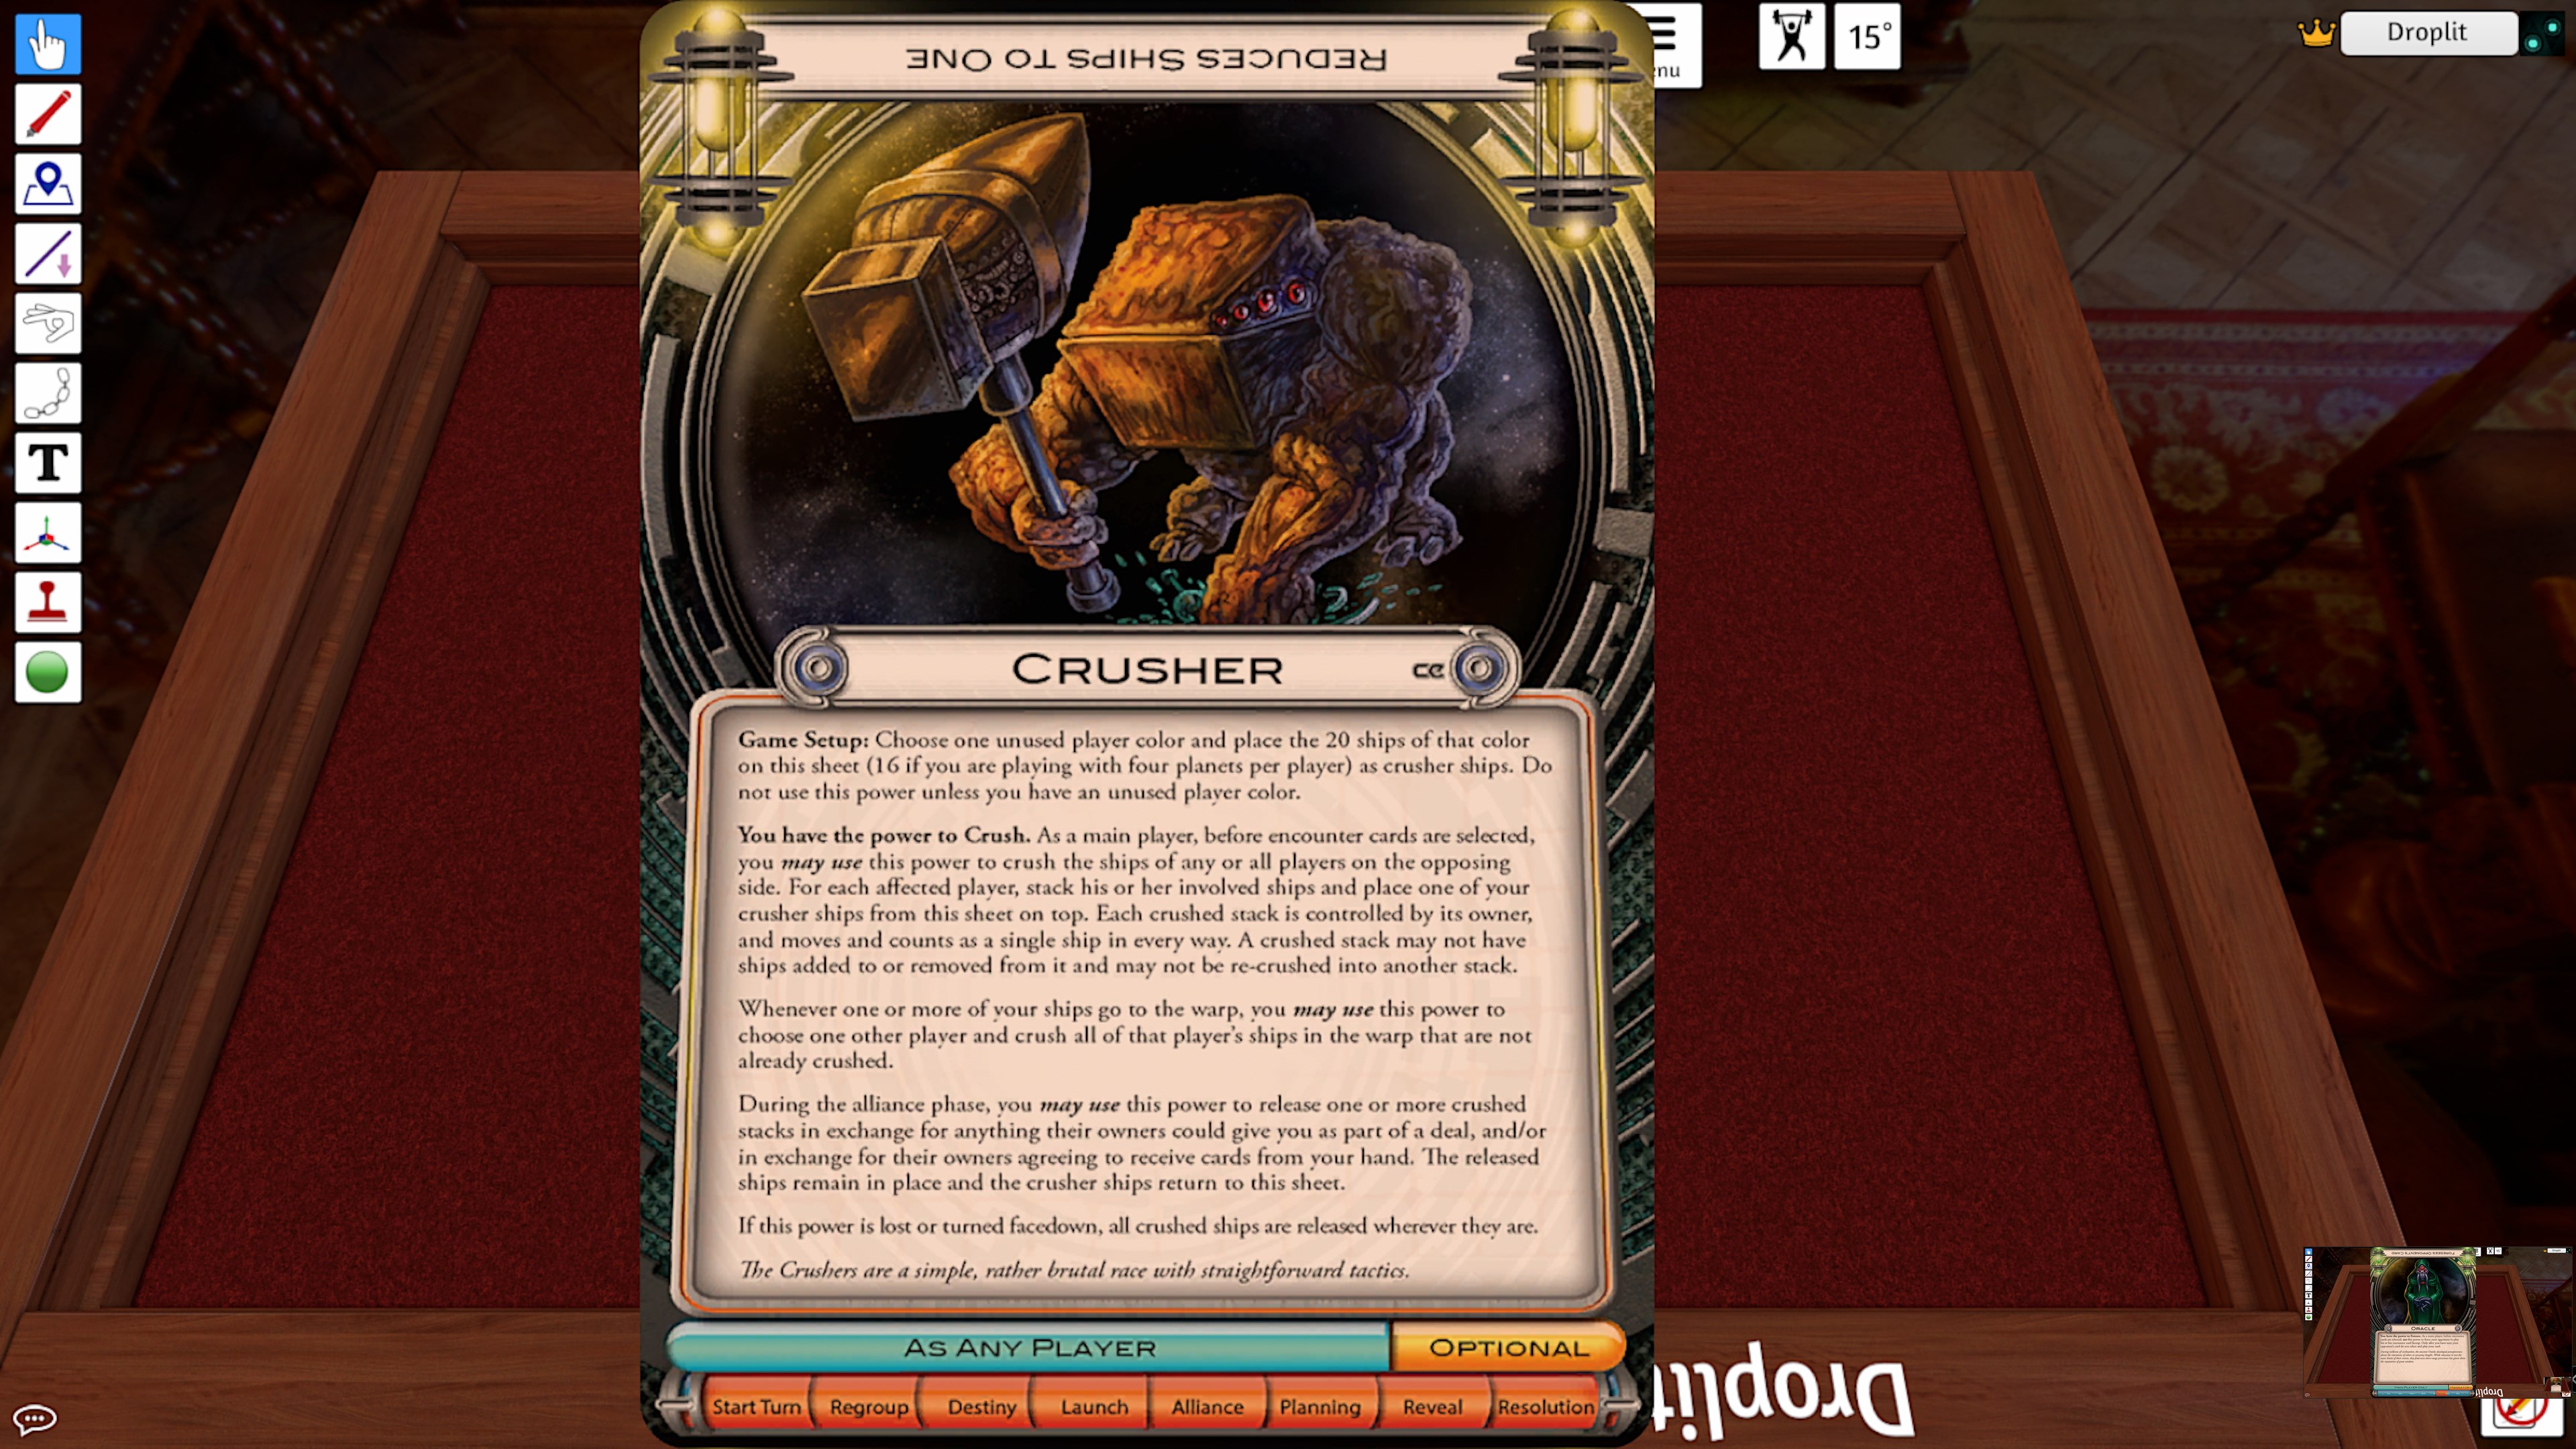 REDUCES SHIPS TO ONE
nu
15°
Droplit
T
CRUSHER
ce
Game Setup: Choose one unused player color and place the 20 ships of that color
on this sheet (16 if you are playing with four planets per player) as crusher ships. Do
not use this power unless you have an unused player color.
You have the power to Crush. As a main player, before encounter cards are selected,
you may use this power to crush the ships of any or all players on the opposing
side. For each affected player, stack his or her involved ships and place one of your
crusher ships from this sheet on top. Each crushed stack is controlled by its owner,
and moves and counts as a single ship in every way. A crushed stack may not have
ships added to or removed from it and may not be re-crushed into another stack.
Whenever one or more of your ships go to the warp, you may use this power to
choose one other player and crush all of that player's ships in the warp that are not
already crushed.
During the alliance phase, you may use this power to release one or more crushed
stacks in exchange for anything their owners could give you as part of a deal, and/or
in exchange for their owners agreeing to receive cards from your hand. The released
ships remain in place and the crusher ships return to this sheet.
If this power is lost or turned facedown, all crushed ships are released wherever they are.
The Crushers are a simple, rather brutal race with straightforward tactics.
AS ANY PLAYER
OPTIONAL
Start Turn Regroup Destiny Launch Alliance Planning Reveal Resolution
Droplit
ORACLE